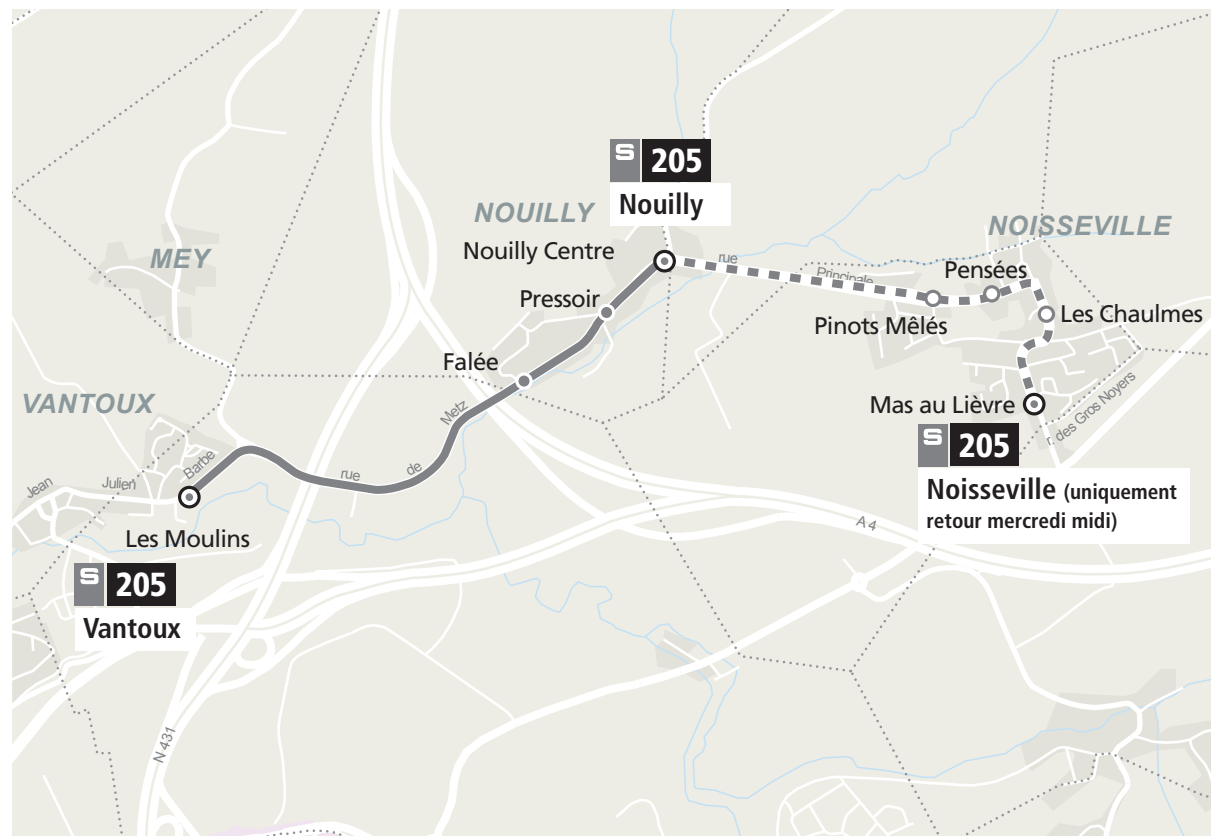 S 205
Nouilly
NOUILLY
NOISSEVILLE
MEY
Nouilly Centre
rue
Principale
Pensées
Pressoir
Pinots Mêlés
Les Chaulmes
Falée
VANTOUX
Metz
de
rue
Mas au Lièvre
r. des Gros Noyers
S 205
Noisseville (uniquement
retour mercredi midi)
Jean
Julien
Barbe
Les Moulins
A 4
S 205
Vantoux
N 431